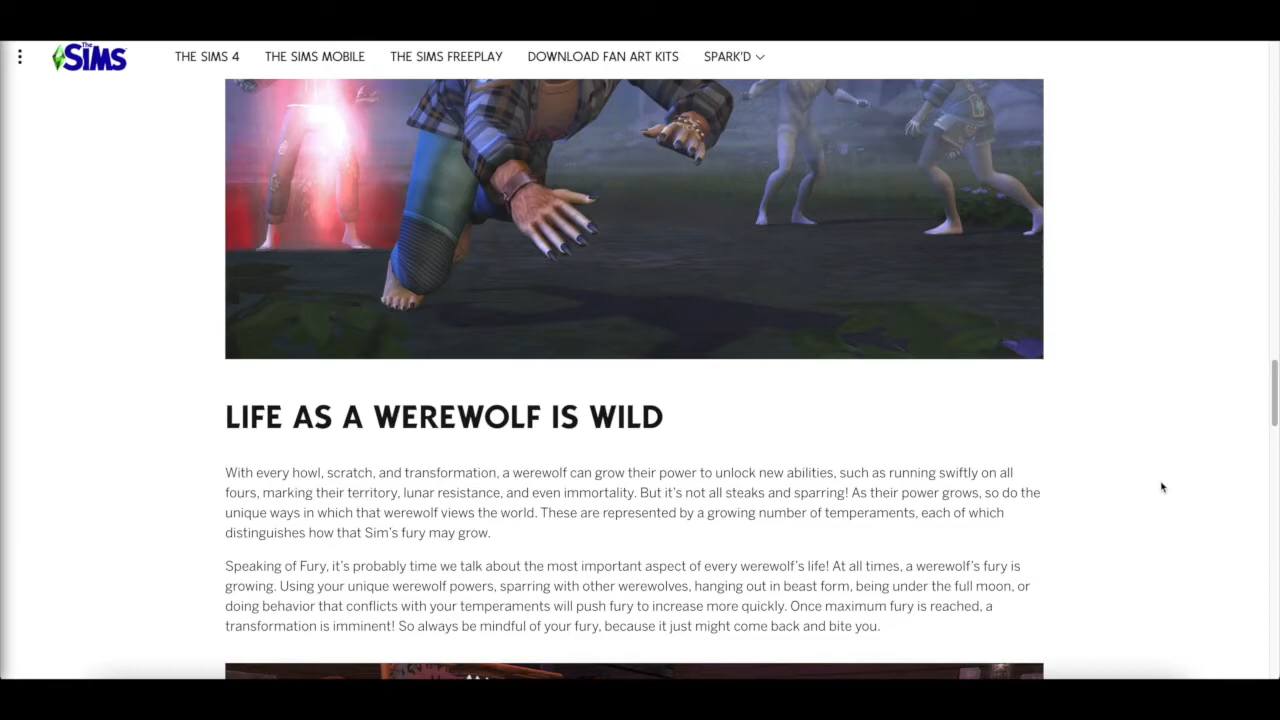 The SiMS
THE SIMS 4 THE SIMS MOBILE THE SIMS FREEPLAY DOWNLOAD FAN ART KITS SPARK'D
LIFE AS A WEREWOLF IS WILD
With every howl, scratch, and transformation, a werewolf can grow their power to unlock new abilities, such as running swiftly on all
fours, marking their territory, lunar resistance, and even immortality. But it's not all steaks and sparring! As their power grows, so do the
unique ways in which that werewolf views the world. These are represented by a growing number of temperaments, each of which
distinguishes how that Sim's fury may grow.
Speaking of Fury, it's probably time we talk about the most important aspect of every werewolf's life! At all times, a werewolf's fury is
growing. Using your unique werewolf powers, sparring with other werewolves, hanging out in beast form, being under the full moon, or
doing behavior that conflicts with your temperaments will push fury to increase more quickly. Once maximum fury is reached, a
transformation is imminent! So always be mindful of your fury, because it just might come back and bite you.